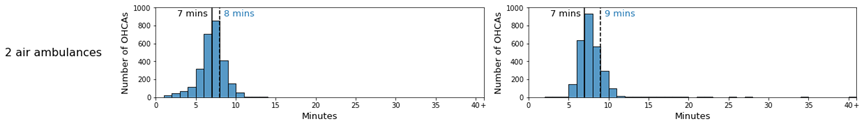 2 air ambulances
Number of OHCAs
1000
800
600
400
200
0
7 mins 8 mins
0 5 10 15 20 25 30 35 40+
Minutes
Number of OHCAs
1000
800
600
400
200
0
7 mins 9 mins
0 5 10 15 20 25 30 35 40+
Minutes